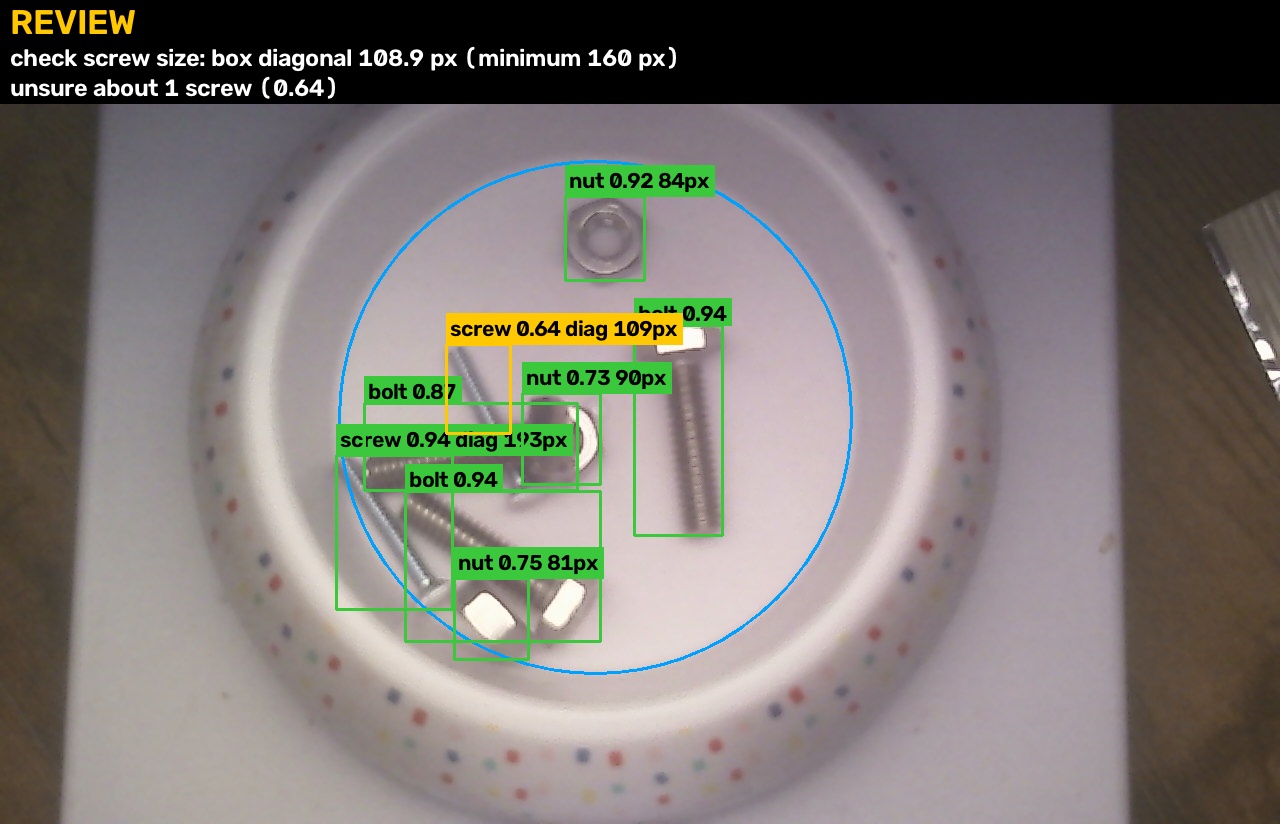 REVIEW
check screw size: box diagonal 108.9 px (minimum 160 px)
unsure about 1 screw (0.64)
nut 0.92 84px
bolt 0.94
screw 0.64 diag 109px
nut 0.73 90px
bolt 0.87
screw 0.94 diag 193px
bolt 0.94
nut 0.75 81px